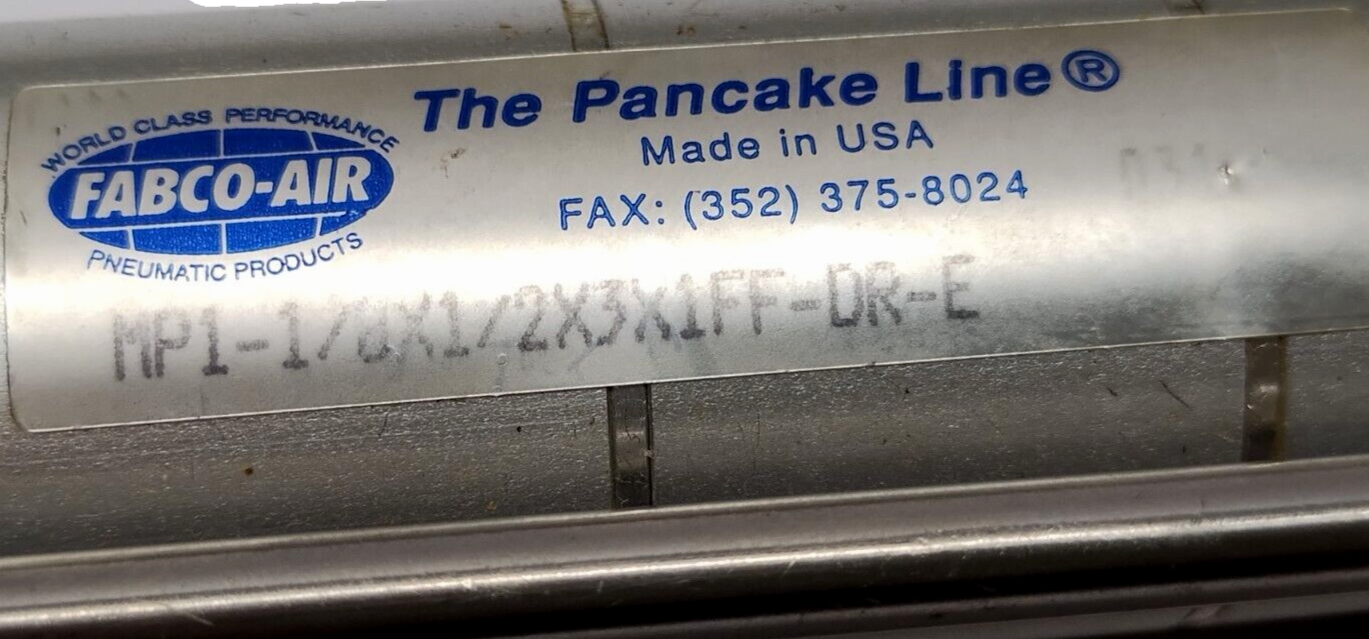 The Pancake Line®
WORLD CLASS PERFORMANCE
FABCO-AIR
PNEUMATIC PRODUCTS
Made in USA
FAX: (352) 375-8024
MP1-1/8X1/2X3X1FF-DR-E